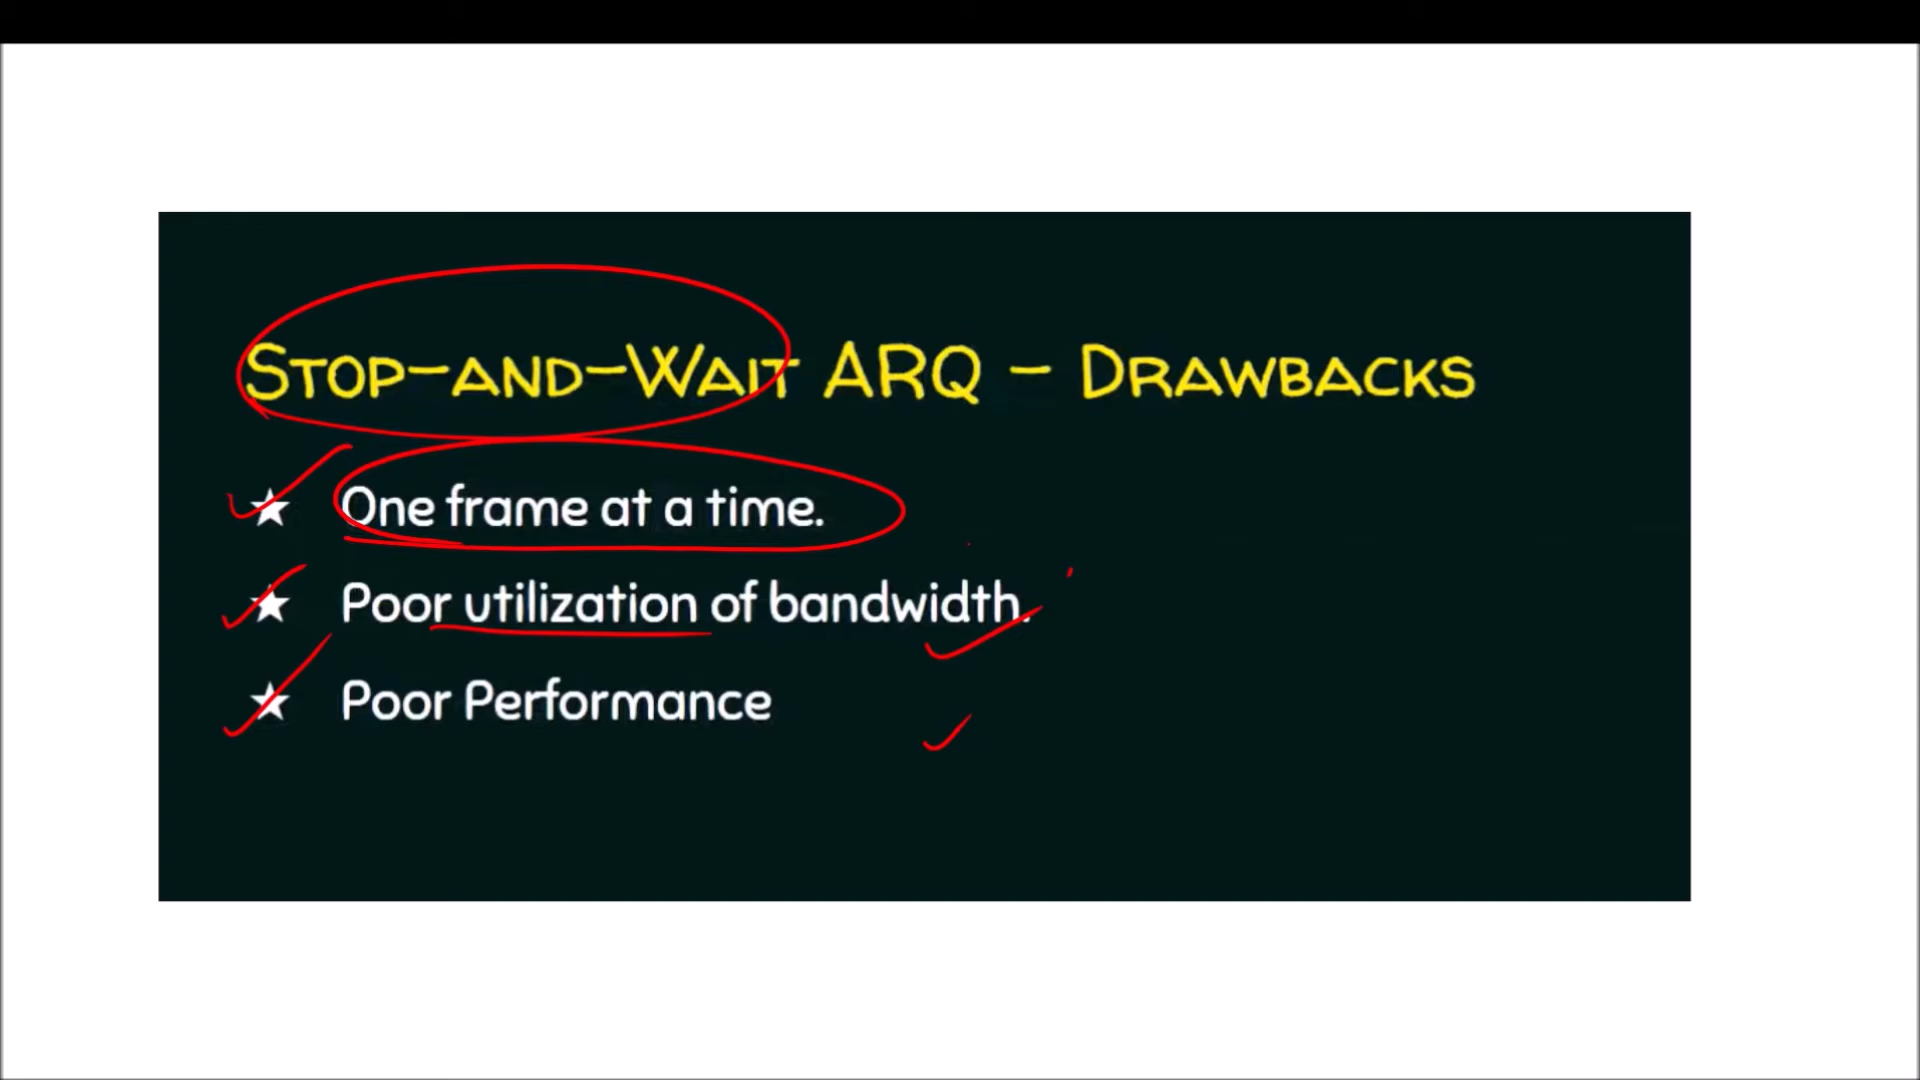 Stop-and-Wait ARQ - Drawbacks
★ One frame at a time.
★ Poor utilization of bandwidth.
★ Poor Performance